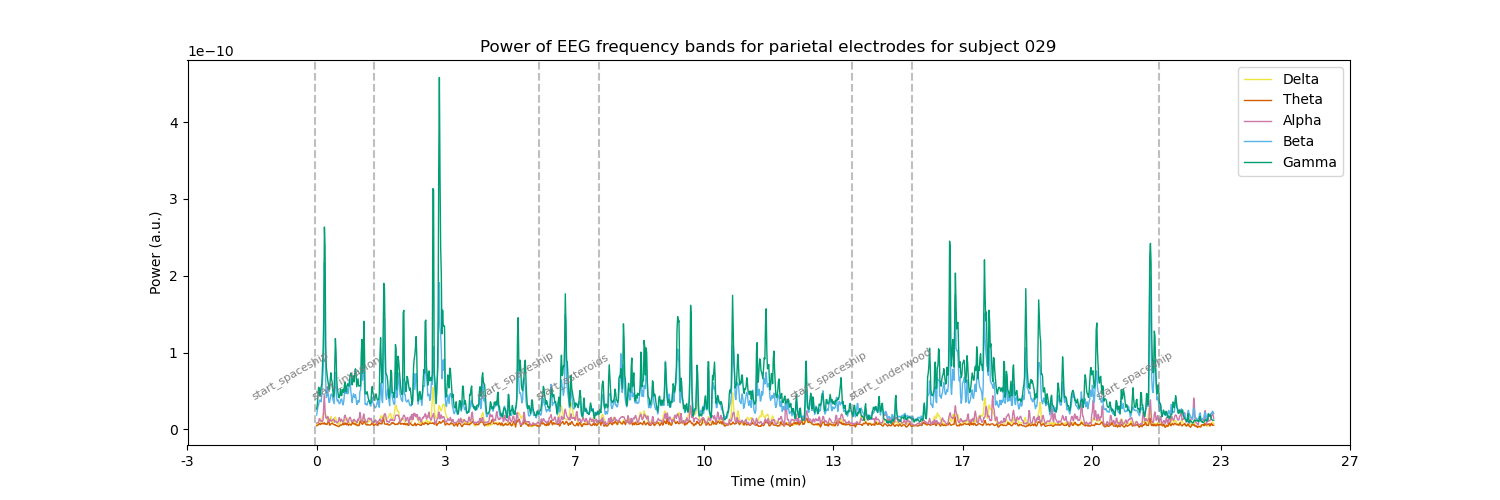 Power of EEG frequency bands for parietal electrodes for subject 029
1e−10
Power (a.u.)
4
3
2
1
0
Delta
Theta
Alpha
Beta
Gamma
start_spaceship
start_spaceship
start_asteroids
start_spaceship
start_underwood
start_spaceship
-3
0
3
7
10
13
17
20
23
27
Time (min)